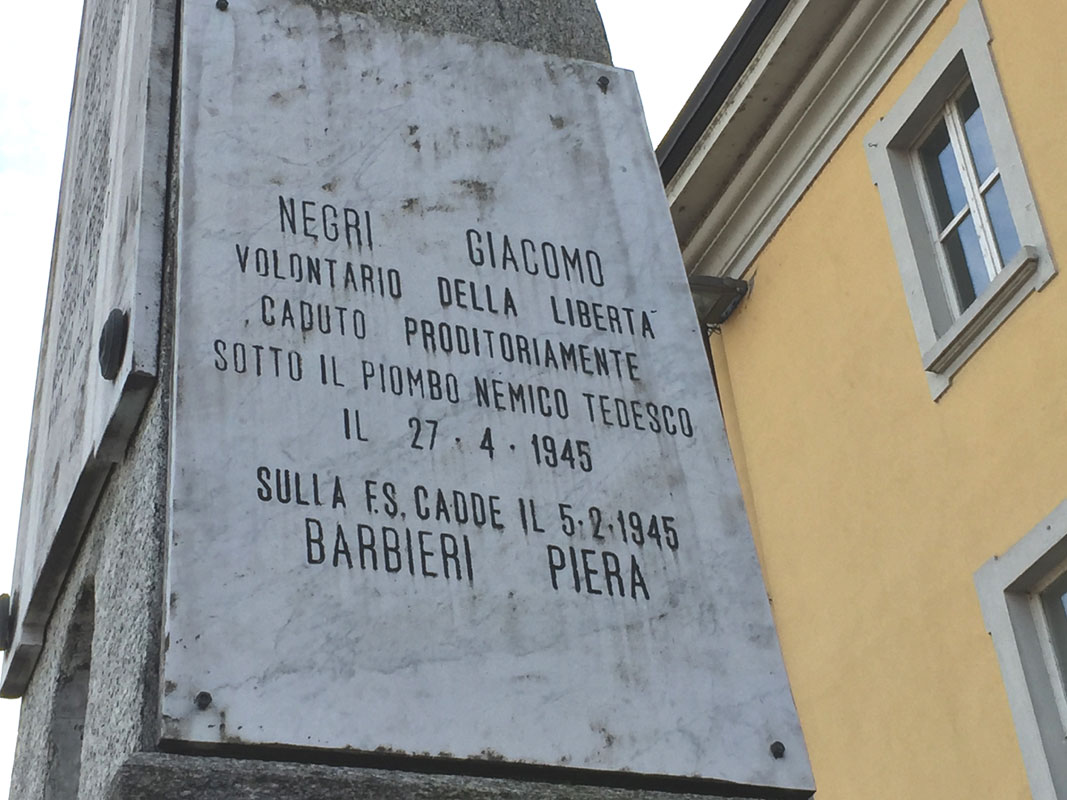 NEGRI GIACOMO
VOLONTARIO DELLA LIBERTÀ
CADUTO PRODITORIAMENTE
SOTTO IL PIOMBO NEMICO TEDESCO
IL 27·4·1945
SULLA F.S. CADDE IL 5·2·1945
BARBIERI PIERA